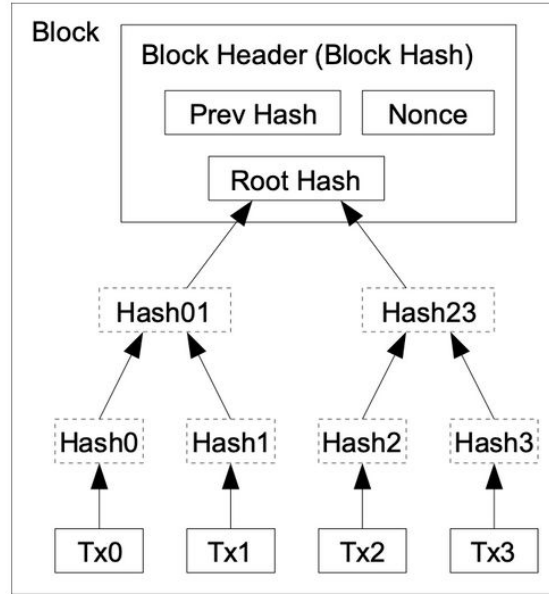 Block
Block Header (Block Hash)
Prev Hash
Nonce
Root Hash
Hash01
Hash23
Hash0
Hash1
Hash2
Hash3
Tx0
Tx1
Tx2
Tx3